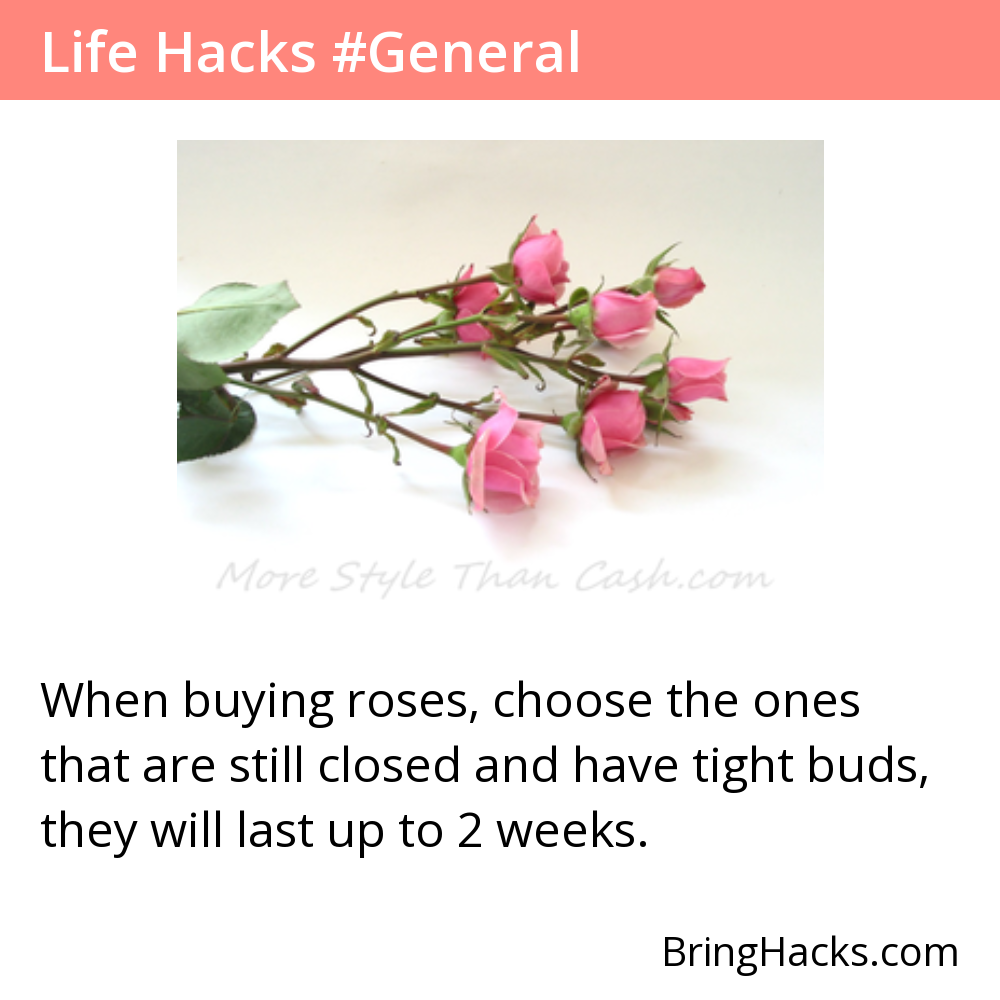 Life Hacks #General
More Style Than Cash.com
When buying roses, choose the ones
that are still closed and have tight buds,
they will last up to 2 weeks.
BringHacks.com